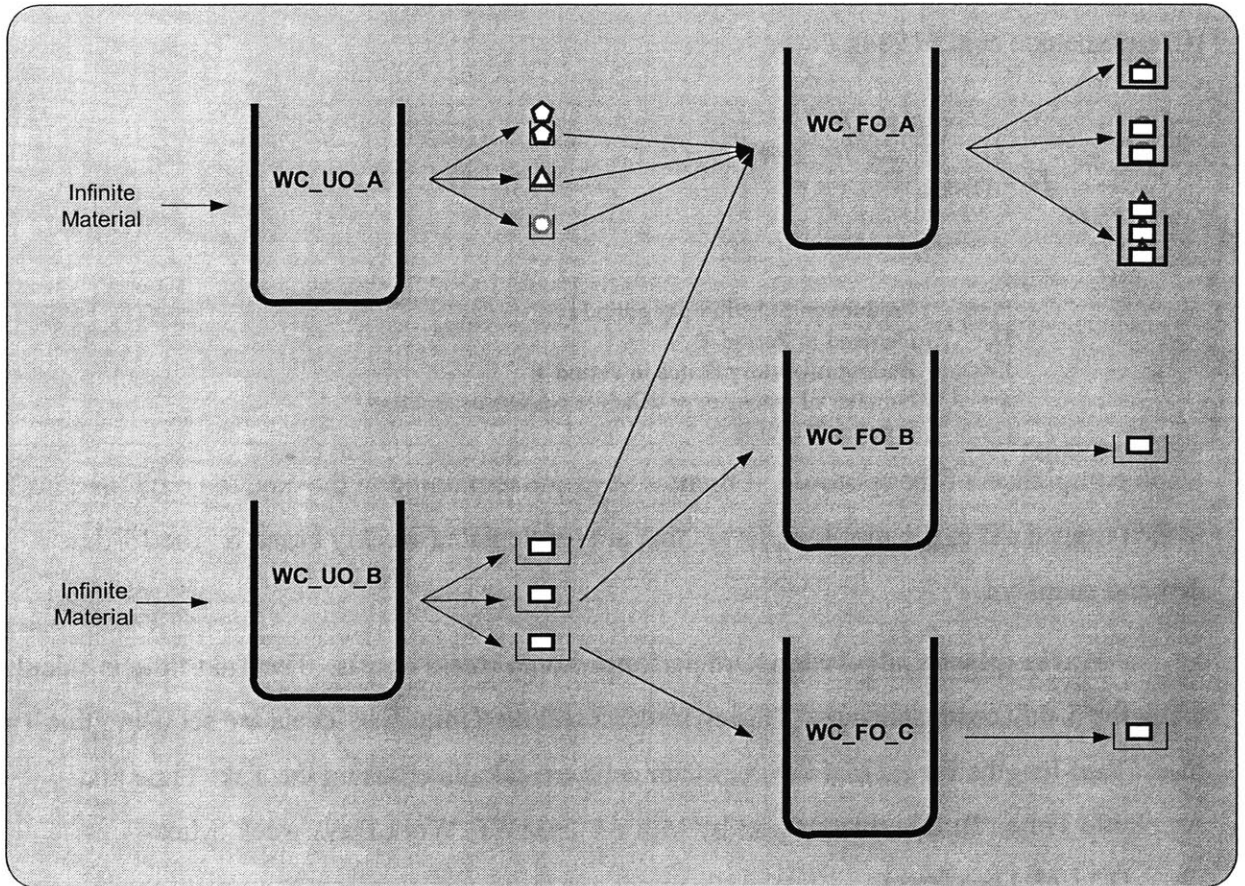 WC_FO_A
WC_UO_A
Infinite
Material
WC_FO_B
WC_UO_B
Infinite
Material
WC_FO_C